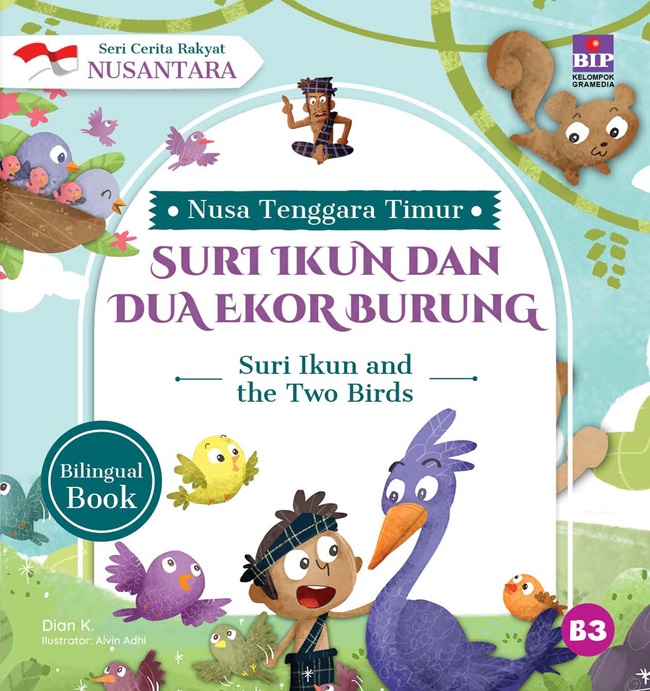 Seri Cerita Rakyat
NUSANTARA
BIP
KELOMPOK
GRAMEDIA
• Nusa Tenggara Timur •
SURI IKUN DAN
DUA EKOR BURUNG
Suri Ikun and
the Two Birds
Bilingual
Book
Dian K.
Ilustrator: Alvin Adhi
B3